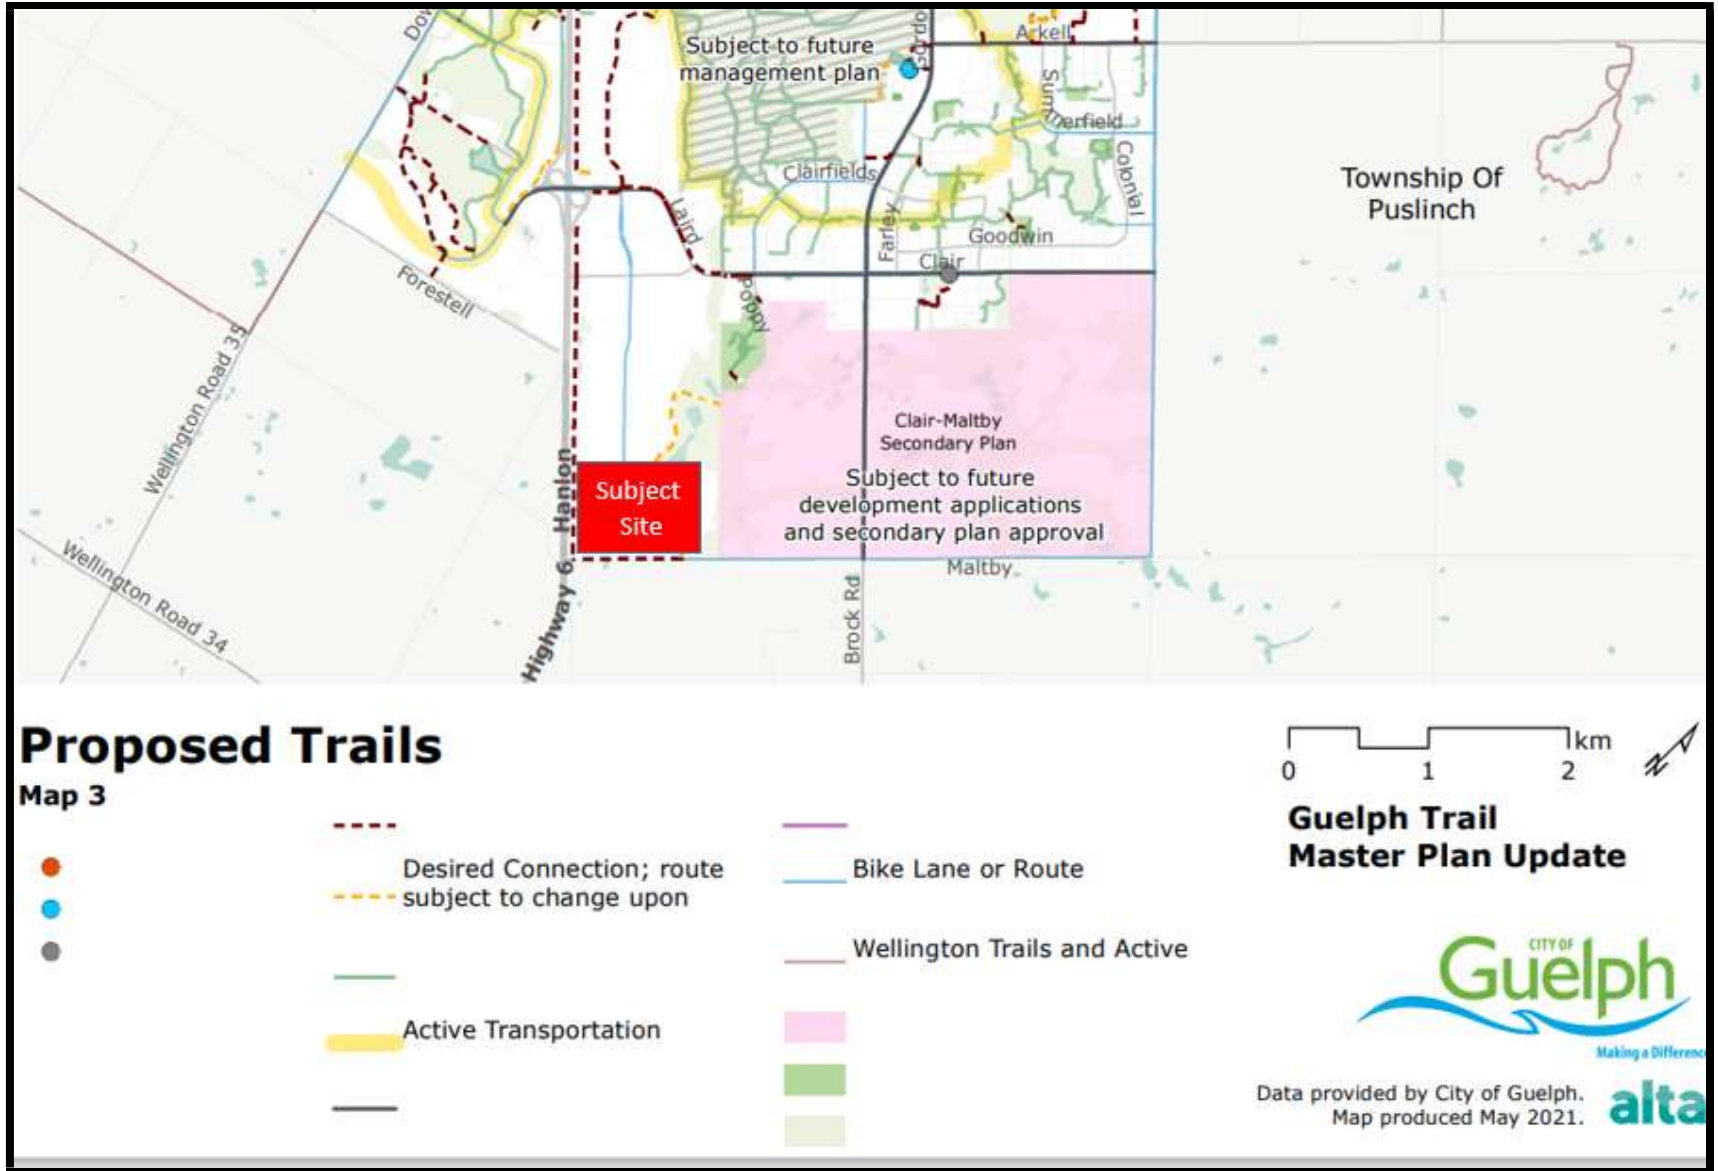 Dov
Subject to future
management plan
Gordo
Arkell
Summerfield
Clairfields
Colonial
Township Of
Puslinch
Laird
Farley
Goodwin
Clair
Forestell
Poppy
Wellington Road 35
Clair-Maltby
Secondary Plan
Subject to future
development applications
and secondary plan approval
Subject
Site
Highway 6 Hanlon
Maltby
Brock Rd
Wellington Road 34
Proposed Trails
Map 3
Desired Connection; route
subject to change upon
Active Transportation
Bike Lane or Route
Wellington Trails and Active
km
0 1 2
N
Guelph Trail
Master Plan Update
CITY OF
Guelph
Making a Differenc
Data provided by City of Guelph.
Map produced May 2021.
alta